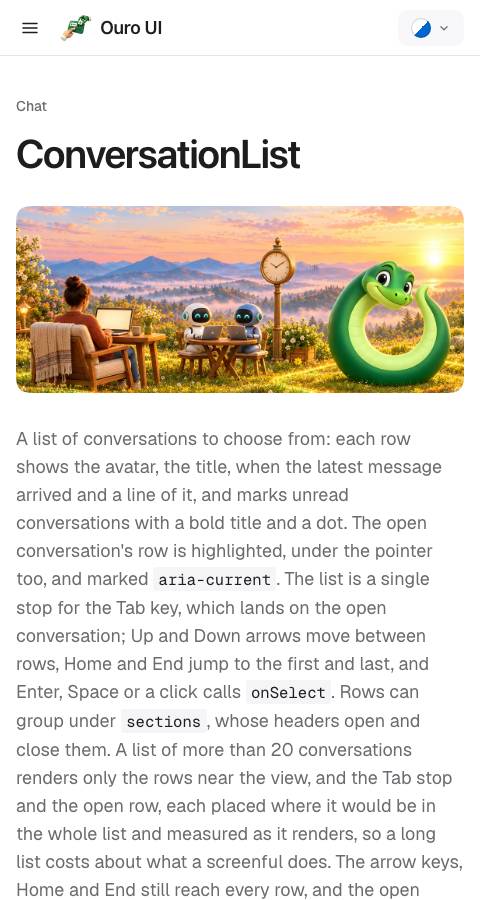 Ouro UI
Chat
ConversationList
A list of conversations to choose from: each row
shows the avatar, the title, when the latest message
arrived and a line of it, and marks unread
conversations with a bold title and a dot. The open
conversation's row is highlighted, under the pointer
too, and marked aria-current. The list is a single
stop for the Tab key, which lands on the open
conversation; Up and Down arrows move between
rows, Home and End jump to the first and last, and
Enter, Space or a click calls onSelect. Rows can
group under sections, whose headers open and
close them. A list of more than 20 conversations
renders only the rows near the view, and the Tab stop
and the open row, each placed where it would be in
the whole list and measured as it renders, so a long
list costs about what a screenful does. The arrow keys,
Home and End still reach every row, and the open